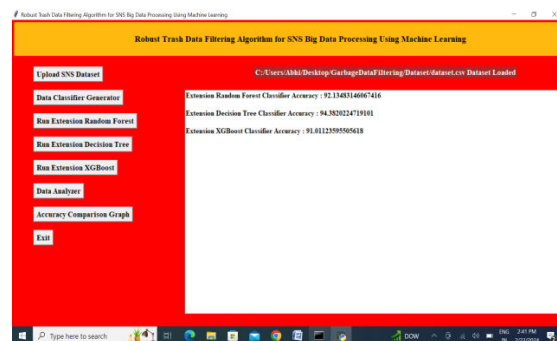 Robust Trash Data Filtering Algorithm for SNS Big Data Processing Using Machine Learning
Robust Trash Data Filtering Algorithm for SNS Big Data Processing Using Machine Learning
Upload SNS Dataset
C:/Users/Abhi/Desktop/GarbageDataFiltering/Dataset/dataset.csv Dataset Loaded
Data Classifier Generator
Extension Random Forest Classifier Accuracy : 92.13483146067416
Run Extension Random Forest
Extension Decision Tree Classifier Accuracy : 94.3820224719101
Run Extension Decision Tree
Extension XGBoost Classifier Accuracy : 91.01123595505618
Run Extension XGBoost
Data Analyzer
Accuracy Comparison Graph
Exit
Type here to search
DOW
ENG
2:41 PM